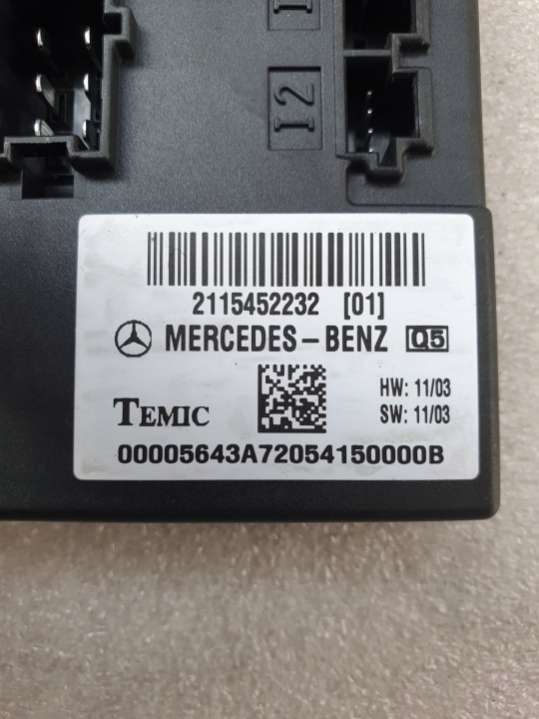 I2
2115452232 [01]
MERCEDES-BENZ Q5
HW: 11/03
TEMIC
SW: 11/03
00005643A72054150000B